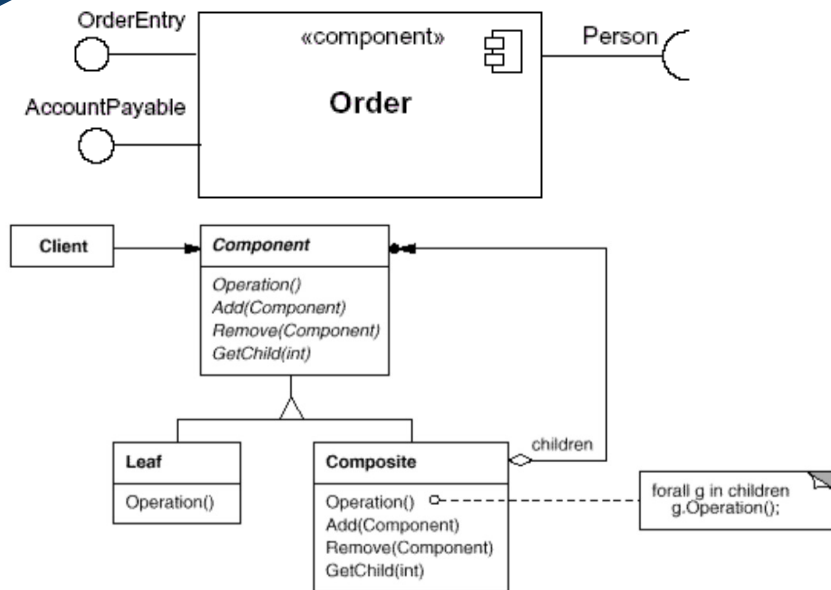 OrderEntry
«component»
Person
AccountPayable
Order
Client
Component
Operation()
Add(Component)
Remove(Component)
GetChild(int)
children
Leaf
Operation()
Composite
Operation()
Add(Component)
Remove(Component)
GetChild(int)
forall g in children
g.Operation();